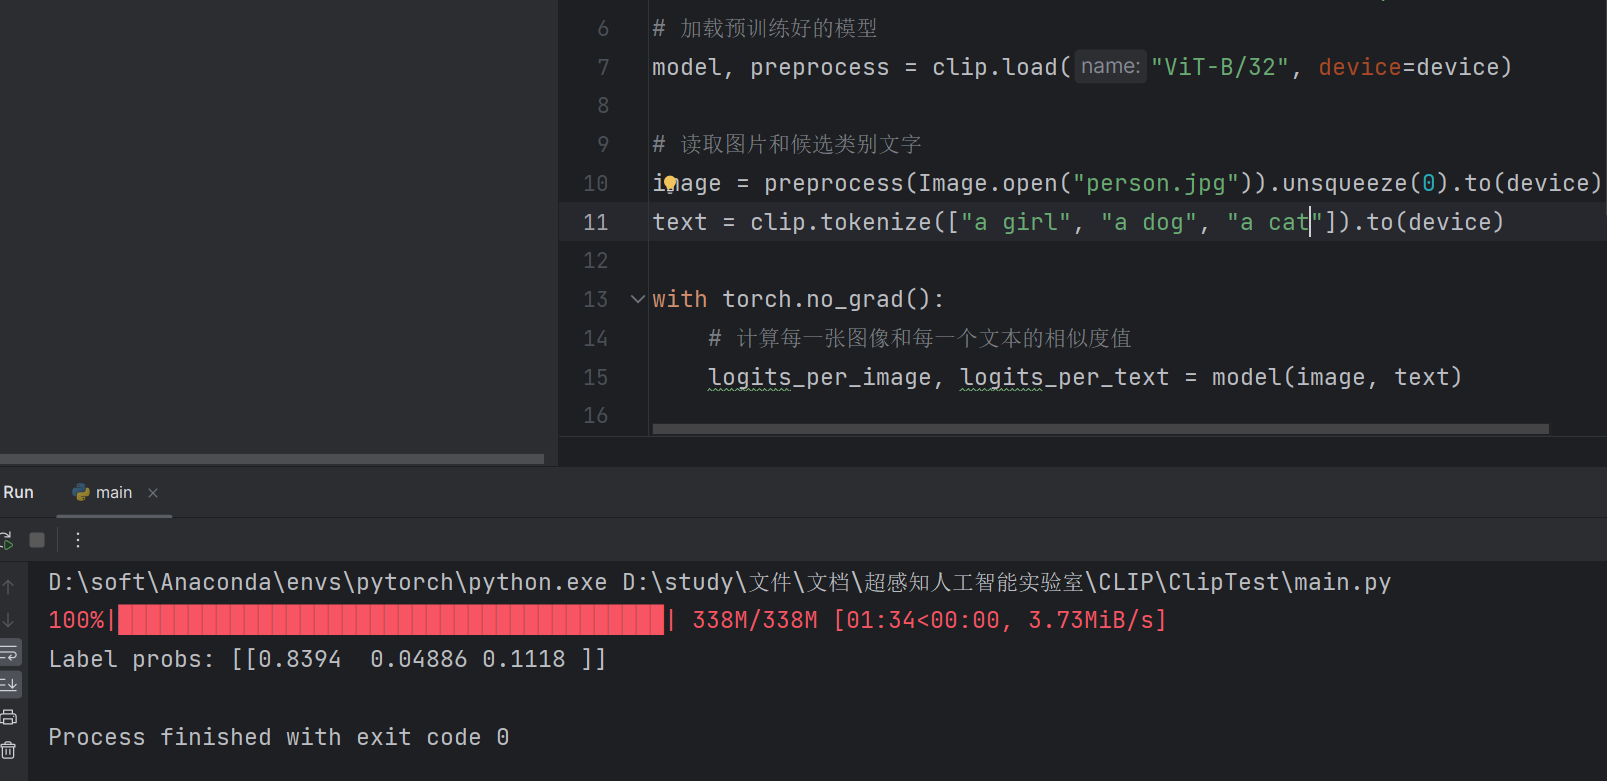 6 # 加载预训练好的模型
7 model, preprocess = clip.load( name: "ViT-B/32", device=device)
8
9 # 读取图片和候选类别文字
10 image = preprocess(Image.open("person.jpg")).unsqueeze(0).to(device)
11 text = clip.tokenize(["a girl", "a dog", "a cat"]).to(device)
12
13 with torch.no_grad():
14 # 计算每一张图像和每一个文本的相似度值
15 logits_per_image, logits_per_text = model(image, text)
16
Run main
D:\soft\Anaconda\envs\pytorch\python.exe D:\study\文件\文档\超感知人工智能实验室\CLIP\ClipTest\main.py
100%|███████████████████████████████████████| 338M/338M [01:34<00:00, 3.73MiB/s]
Label probs: [[0.8394  0.04886 0.1118 ]]
Process finished with exit code 0